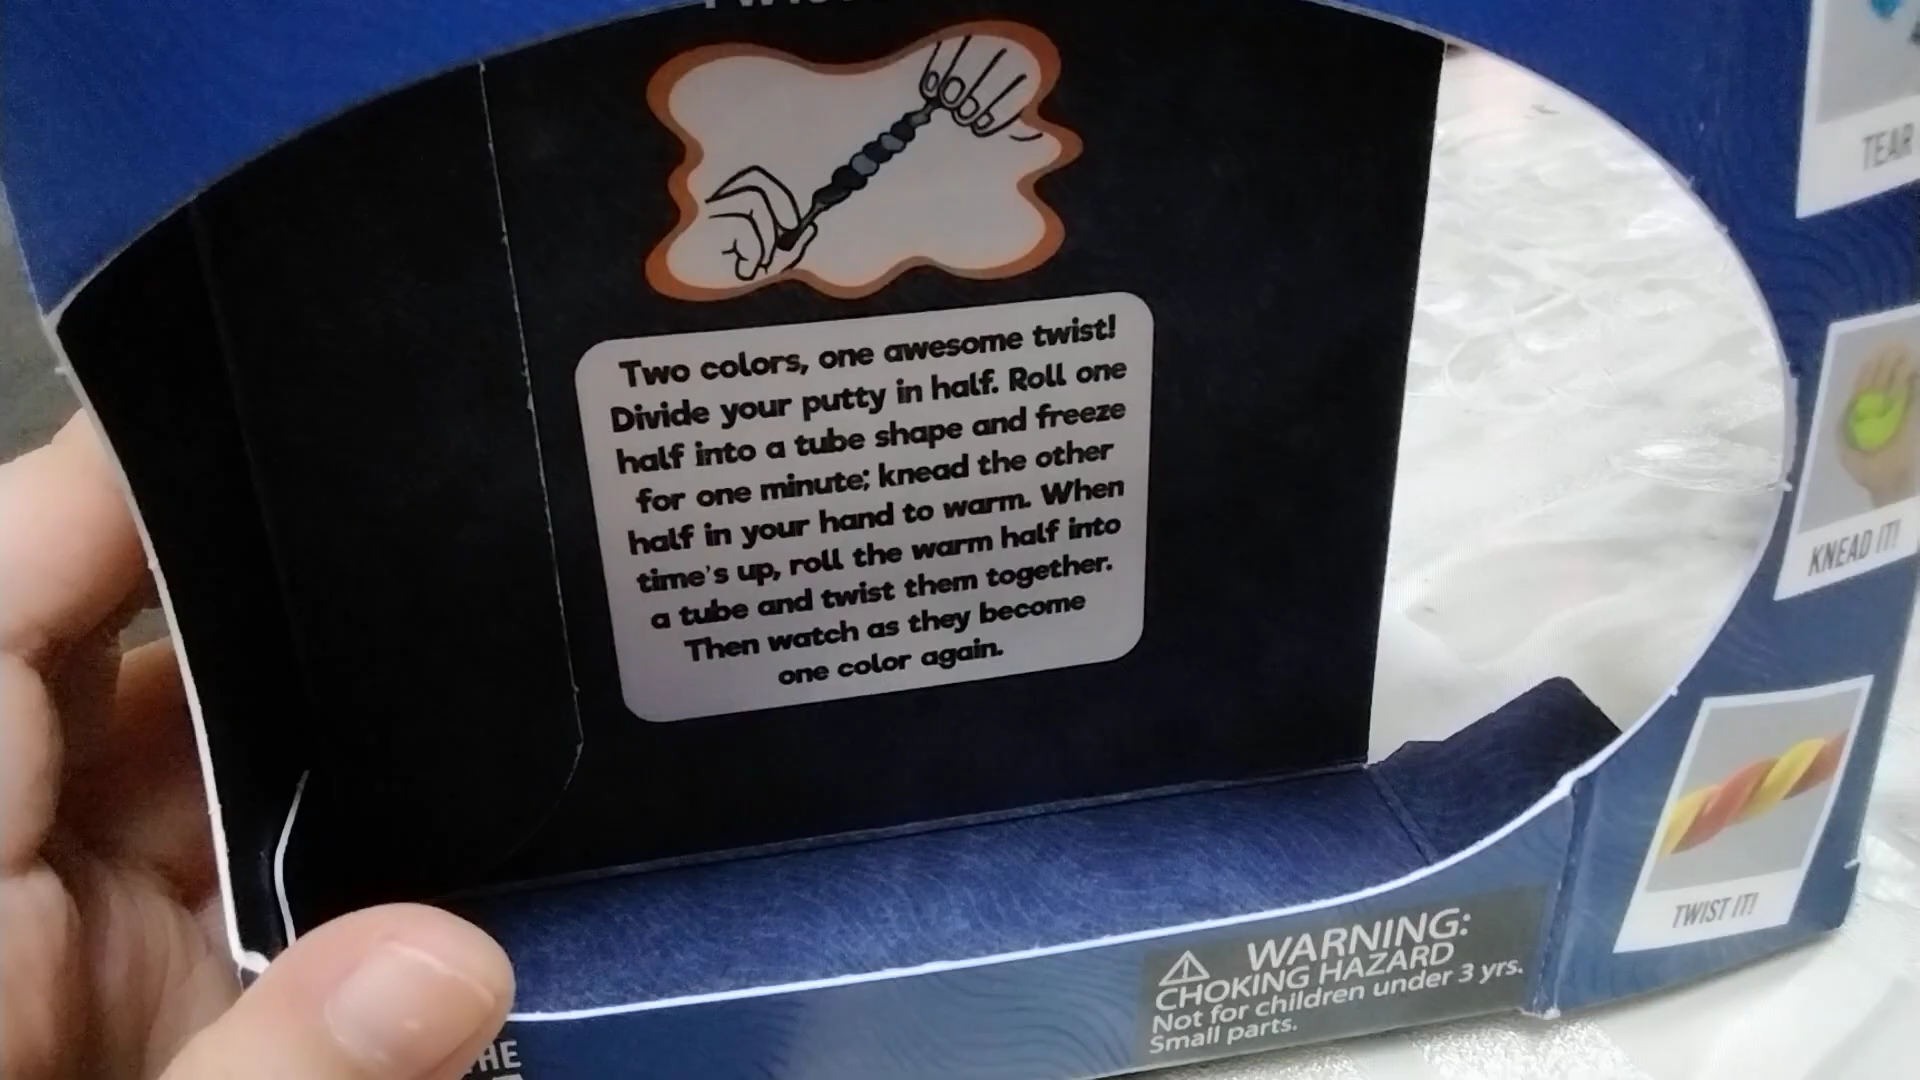 Two colors, one awesome twist!
Divide your putty in half. Roll one
half into a tube shape and freeze
for one minute; knead the other
half in your hand to warm. When
time's up, roll the warm half into
a tube and twist them together.
Then watch as they become
one color again.
TEAR
KNEAD IT!
TWIST IT!
WARNING:
CHOKING HAZARD
Not for children under 3 yrs.
Small parts.